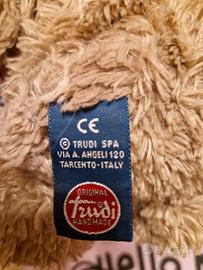 CE
© TRUDI SPA
VIA A. ANGELI 120
TARCENTO-ITALY
ORIGINAL
Trudi
HANDMADE